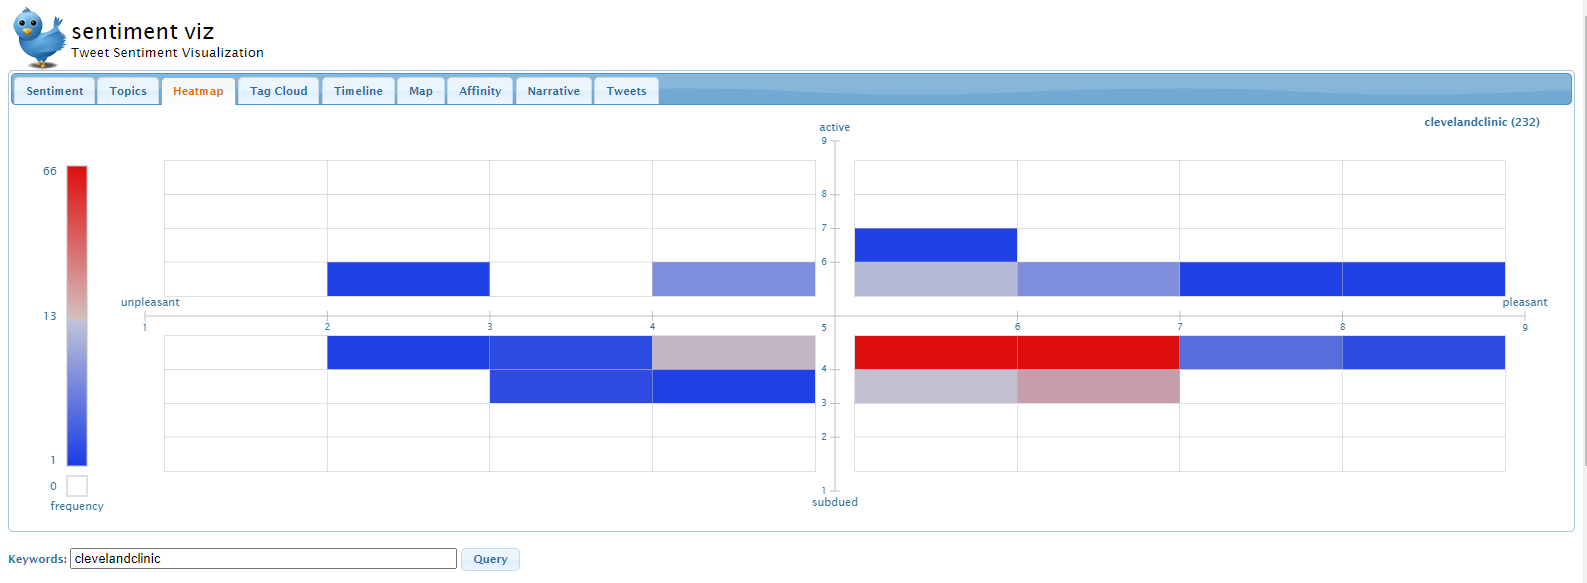 sentiment viz
Tweet Sentiment Visualization
Sentiment Topics Heatmap Tag Cloud Timeline Map Affinity Narrative Tweets
clevelandclinic (232)
active
9
8
7
6
66
13
1
0
frequency
unpleasant
pleasant
1 2 3 4 5 6 7 8 9
4
3
2
1
subdued
Keywords: clevelandclinic Query